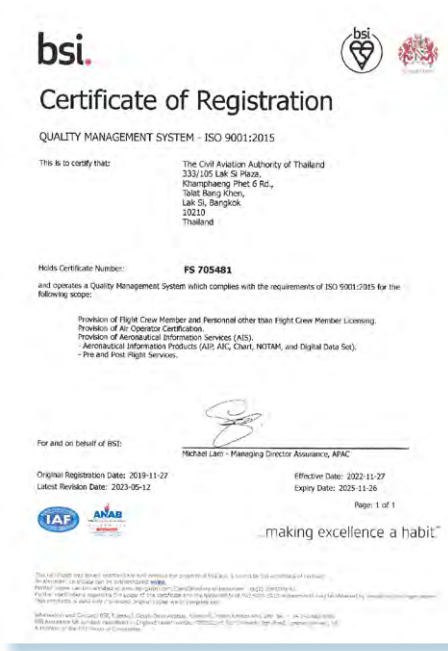 bsi.
bsi
Certificate of Registration
QUALITY MANAGEMENT SYSTEM - ISO 9001:2015
This is to certify that:
The Civil Aviation Authority of Thailand
333/105 Lak Si Plaza,
Khamphaeng Phet 6 Rd.,
Talat Bang Khen,
Lak Si, Bangkok
10210
Thailand
Holds Certificate Number:
FS 705481
and operates a Quality Management System which complies with the requirements of ISO 9001:2015 for the
following scope:
Provision of Flight Crew Member and Personnel other than Flight Crew Member Licensing.
Provision of Air Operator Certification.
Provision of Aeronautical Information Services (AIS).
- Aeronautical Information Products (AIP, AIC, Chart, NOTAM, and Digital Data Set).
- Pre and Post Flight Services.
For and on behalf of BSI:
Michael Lam - Managing Director Assurance, APAC
Original Registration Date: 2019-11-27
Effective Date: 2022-11-27
Latest Revision Date: 2023-05-12
Expiry Date: 2025-11-26
Page: 1 of 1
IAF
ANAB
...making excellence a habit.™